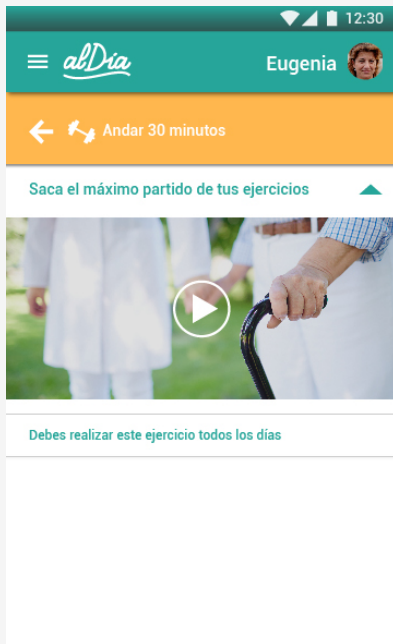 12:30
alDía
Eugenia
Andar 30 minutos
Saca el máximo partido de tus ejercicios
Debes realizar este ejercicio todos los días